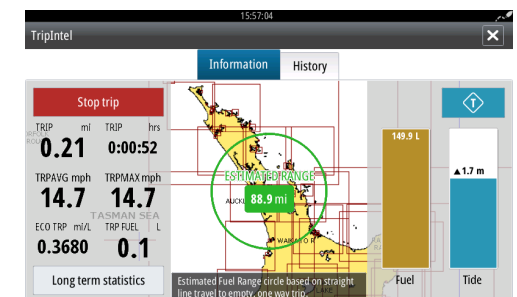 15:57:04
TripIntel
Information
History
Stop trip
TRIP mi TRIP hrs
0.21 0:00:52
TRPAVG mph TRPMAX mph
14.7 14.7
TASMAN SEA
ECO TRP mi/L TRP FUEL L
0.3680 0.1
Long term statistics
ESTIMATED RANGE
88.9 mi
AUCKL
WAIKATO R
LAKE
Estimated Fuel Range circle based on straight
line travel to empty, one way trip.
149.9 L
Fuel
T
1.7 m
Tide